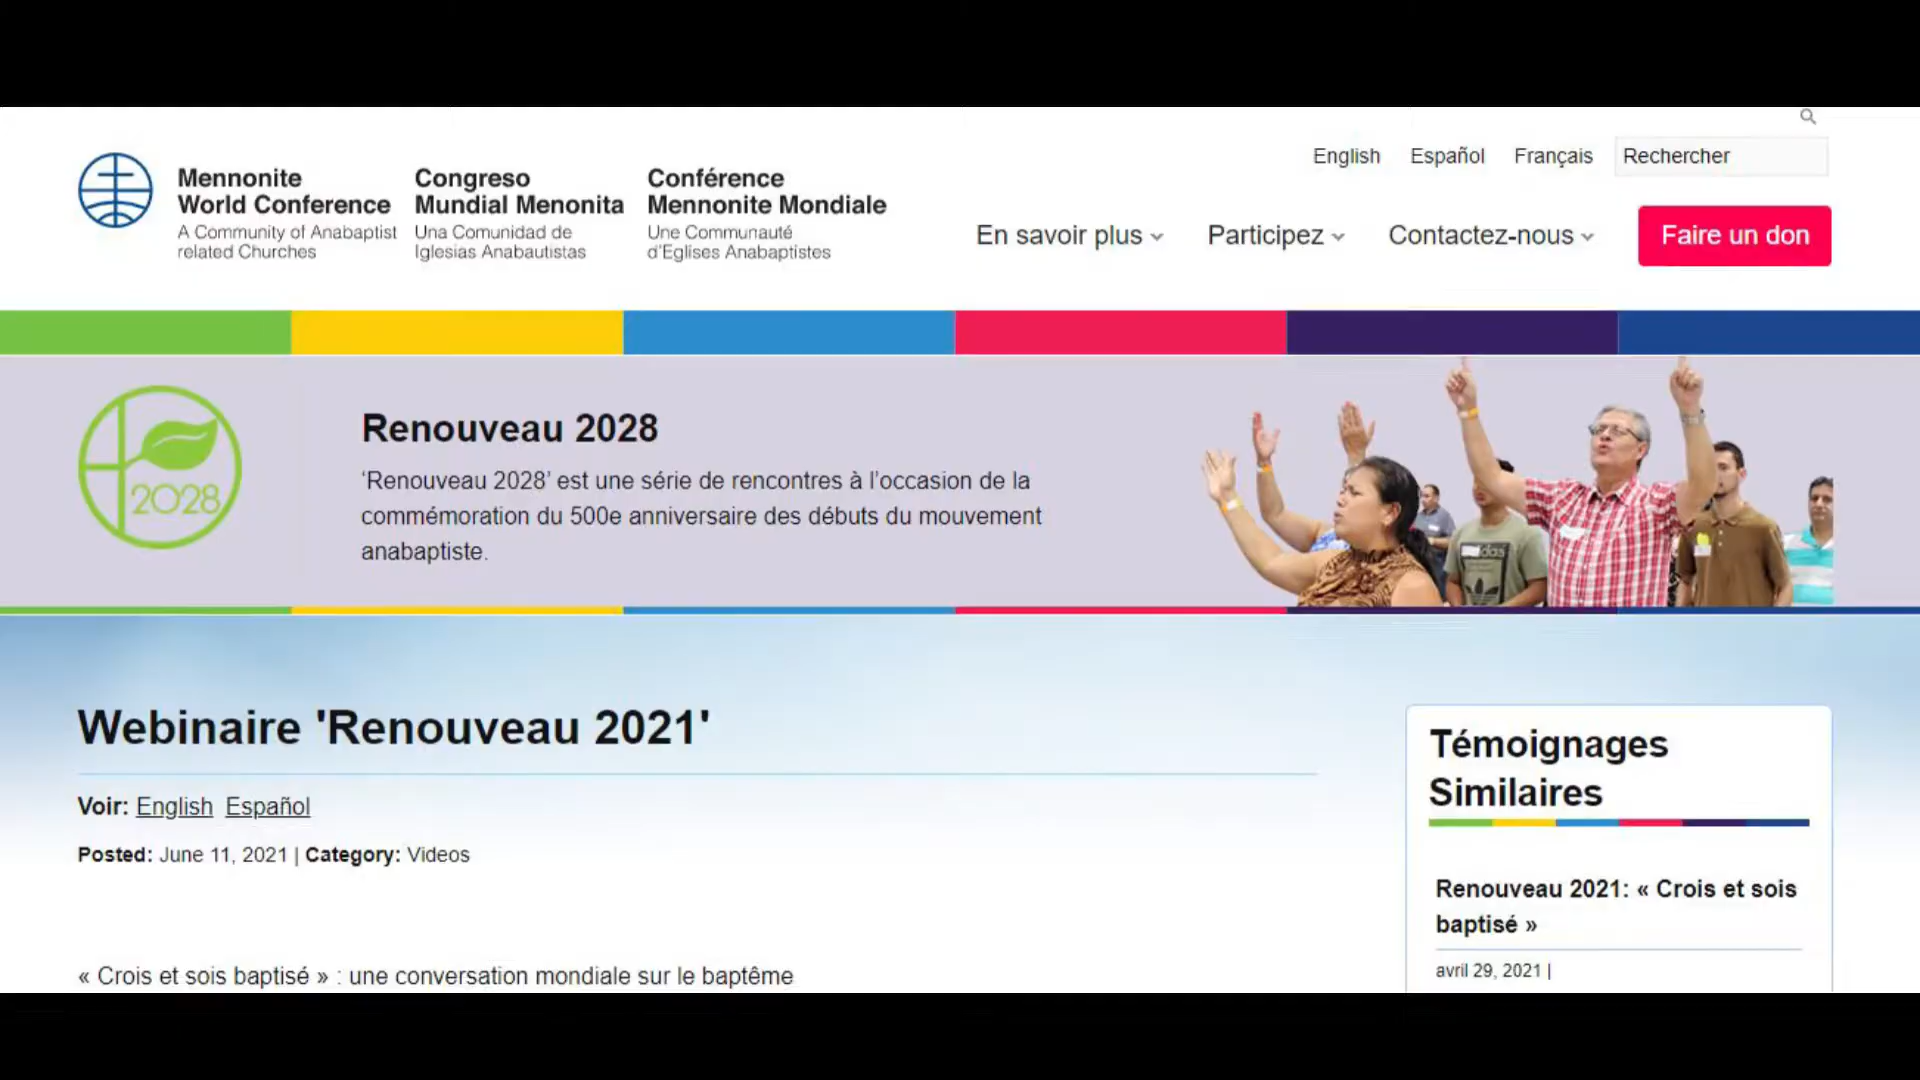 English Español Français Rechercher
Mennonite
World Conference
A Community of Anabaptist
related Churches
Congreso
Mundial Menonita
Una Comunidad de
Iglesias Anabautistas
Conférence
Mennonite Mondiale
Une Communauté
d'Eglises Anabaptistes
En savoir plus Participez Contactez-nous Faire un don
2028
Renouveau 2028
‘Renouveau 2028’ est une série de rencontres à l’occasion de la
commémoration du 500e anniversaire des débuts du mouvement
anabaptiste.
Webinaire 'Renouveau 2021'
Voir: English Español
Posted: June 11, 2021 | Category: Videos
« Crois et sois baptisé » : une conversation mondiale sur le baptême
Témoignages
Similaires
Renouveau 2021: « Crois et sois
baptisé »
avril 29, 2021 |